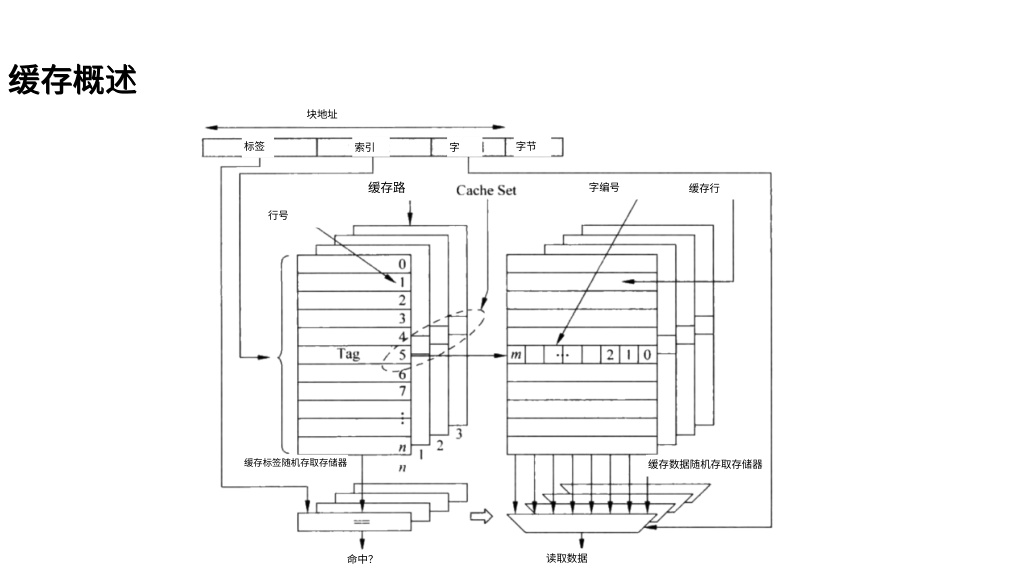 缓存概述
块地址
标签 索引 字 字节
缓存路 Cache Set 字编号 缓存行
行号
0
1
2
3
4
Tag 5 m ... 2 1 0
6
7
⋮
n 1 2 3
缓存标签随机存取存储器 缓存数据随机存取存储器
n
==
命中? 读取数据